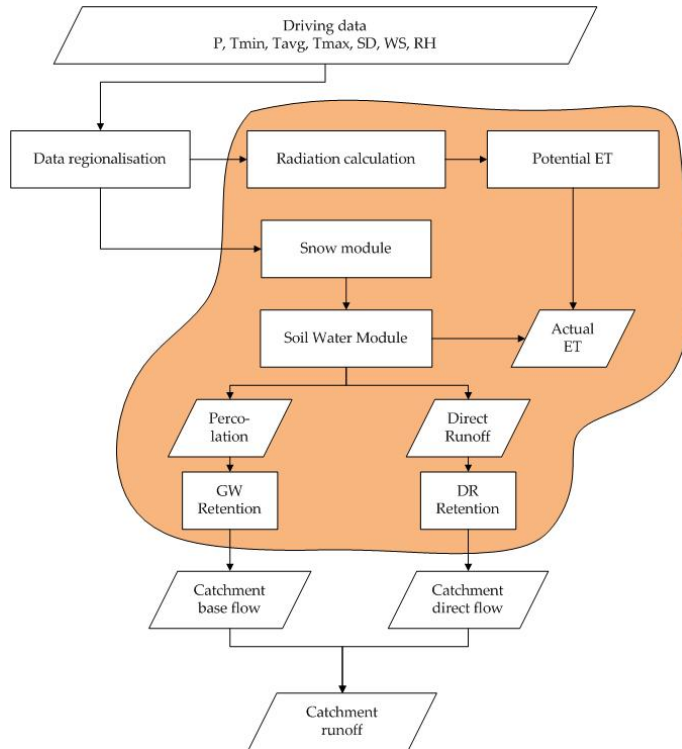 Driving data
P, Tmin, Tavg, Tmax, SD, WS, RH
Data regionalisation
Radiation calculation
Potential ET
Snow module
Soil Water Module
Actual
ET
Perco-
lation
Direct
Runoff
GW
Retention
DR
Retention
Catchment
base flow
Catchment
direct flow
Catchment
runoff